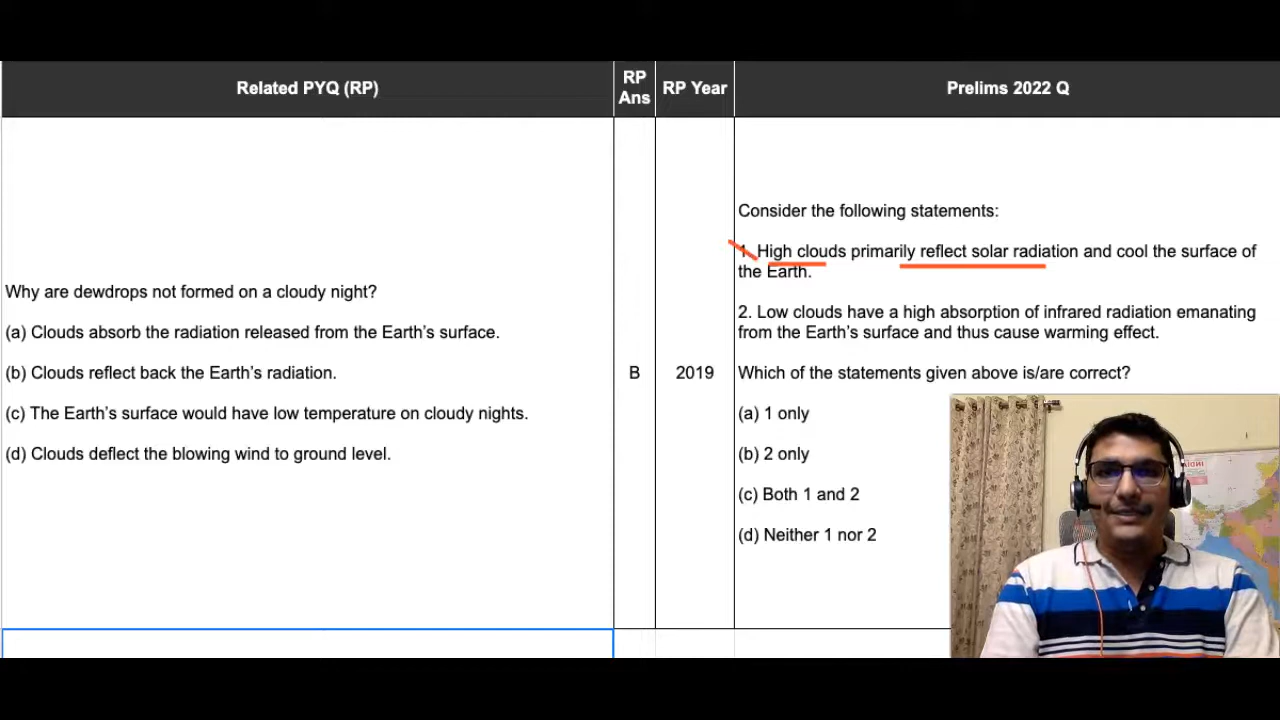 Related PYQ (RP)
RP
Ans
RP Year
Prelims 2022 Q
Why are dewdrops not formed on a cloudy night?
(a) Clouds absorb the radiation released from the Earth’s surface.
(b) Clouds reflect back the Earth’s radiation.
(c) The Earth’s surface would have low temperature on cloudy nights.
(d) Clouds deflect the blowing wind to ground level.
B
2019
Consider the following statements:
1. High clouds primarily reflect solar radiation and cool the surface of
the Earth.
2. Low clouds have a high absorption of infrared radiation emanating
from the Earth’s surface and thus cause warming effect.
Which of the statements given above is/are correct?
(a) 1 only
(b) 2 only
(c) Both 1 and 2
(d) Neither 1 nor 2